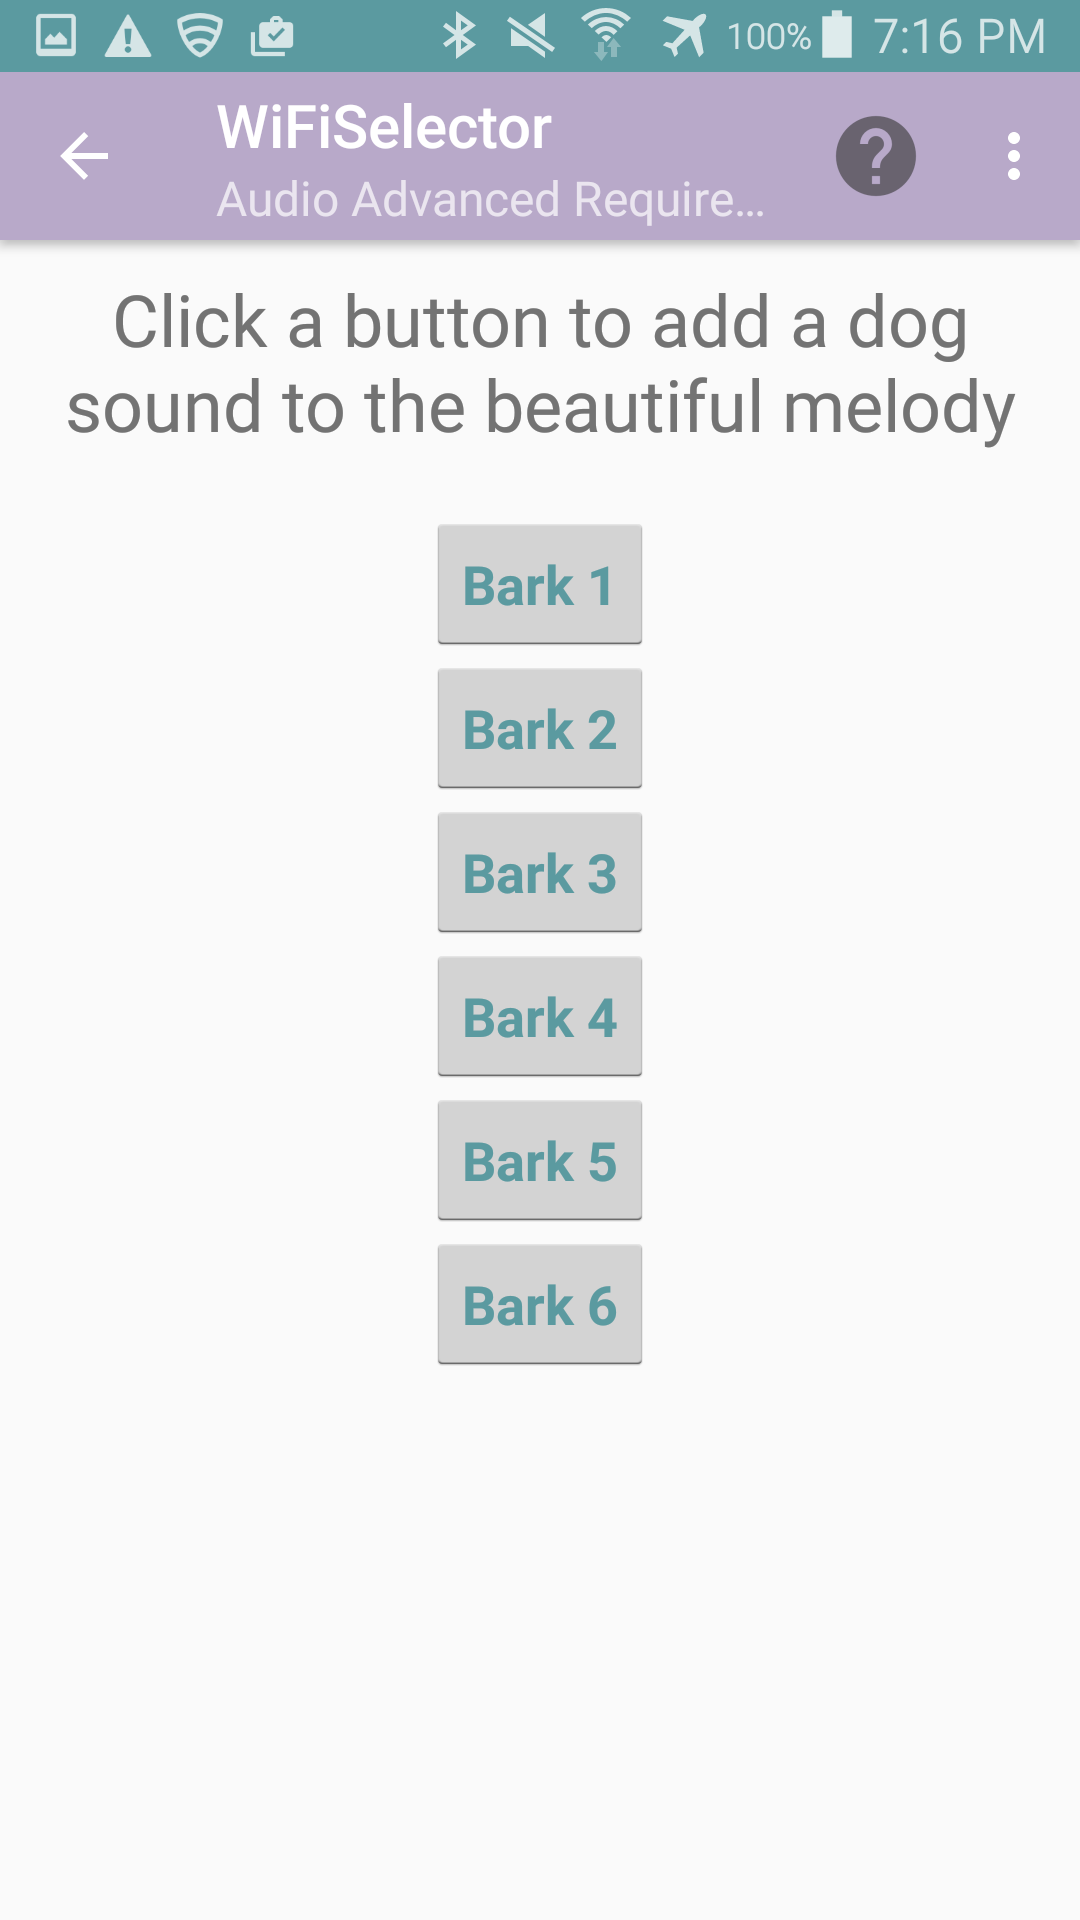 100% 7:16 PM
WiFiSelector
Audio Advanced Require...
Click a button to add a dog
sound to the beautiful melody
Bark 1
Bark 2
Bark 3
Bark 4
Bark 5
Bark 6